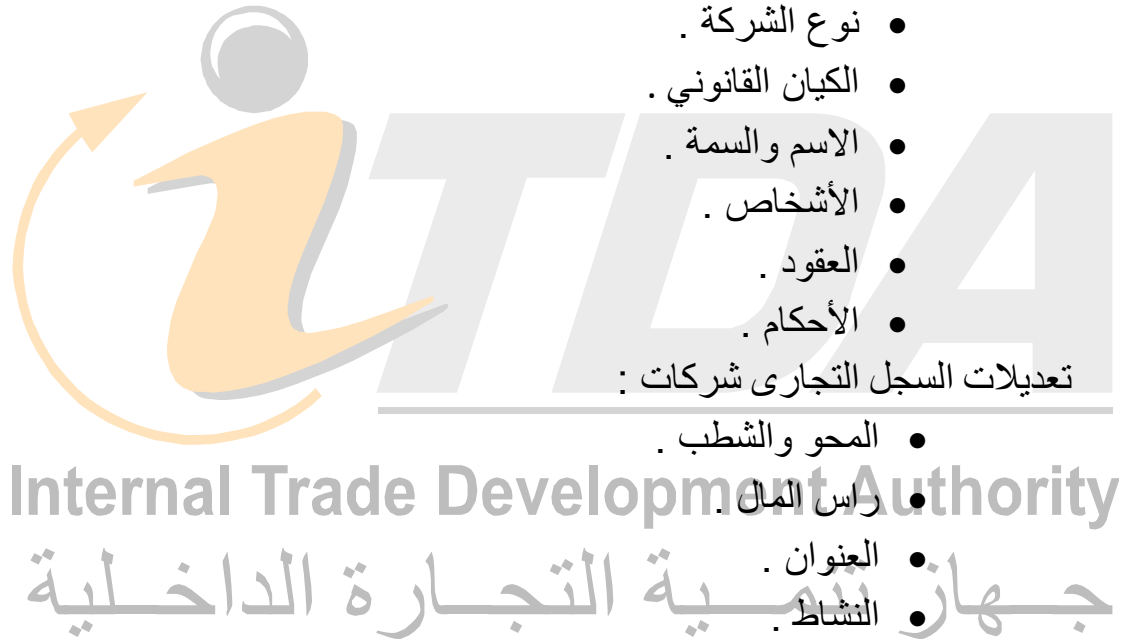 • نوع الشركة .
• الكيان القانوني .
• الاسم والسمة .
• الأشخاص .
• العقود .
• الأحكام .
تعديلات السجل التجارى شركات :
• المحو والشطب .
• راس المال .
• العنوان .
• النشاط .
iTDA
Internal Trade Development Authority
جهاز تنمية التجارة الداخلية